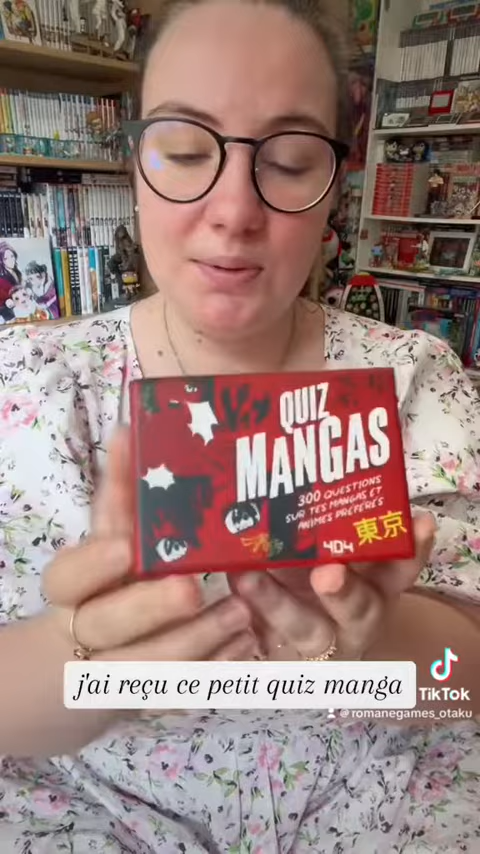 QUIZ
MANGAS
300 QUESTIONS
SUR TES MANGAS ET
ANIMES PRÉFÉRÉS
404 東京
j'ai reçu ce petit quiz manga
TikTok
@romanegames_otaku